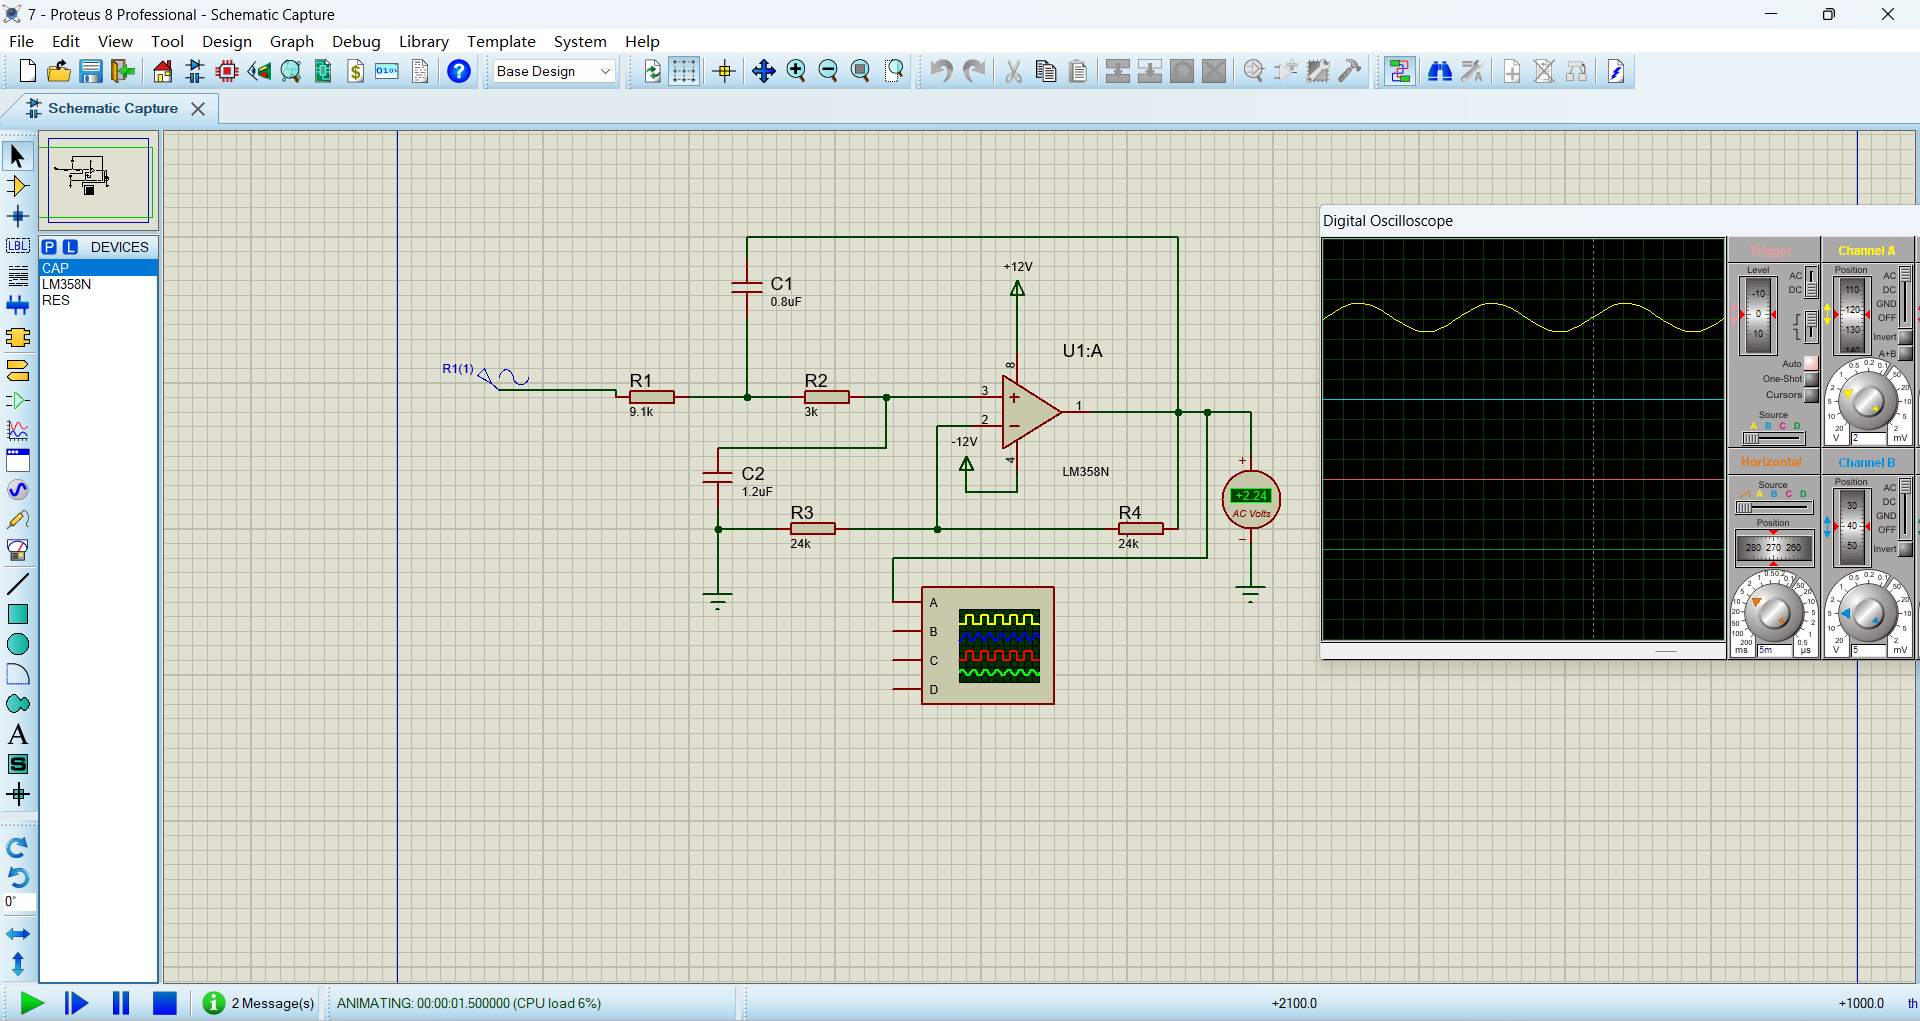 7 - Proteus 8 Professional - Schematic Capture
File Edit View Tool Design Graph Debug Library Template System Help
Base Design
Schematic Capture
P L DEVICES
CAP
LM358N
RES
LBL
A
S
0°
+12V
C1
0.8uF
U1:A
R1(1)
R1
9.1k
R2
3k
8
3
2
1
4
-12V
LM358N
C2
1.2uF
R3
24k
R4
24k
+2.24
AC Volts
A
B
C
D
Digital Oscilloscope
Trigger
Level
-10
0
10
AC
DC
Auto
One-Shot
Cursors
Source
A B C D
Channel A
Position
110
120
130
140
AC
DC
GND
OFF
Invert
A+B
V 2 mV
Horizontal
Source
A B C D
Position
280 270 260
ms 5m µs
Channel B
Position
30
40
50
AC
DC
GND
OFF
Invert
V 5 mV
2 Message(s)
ANIMATING: 00:00:01.500000 (CPU load 6%)
+2100.0
+1000.0 th